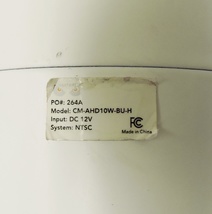 PO#: 264A
Model: CM-AHD10W-BU-H
Input: DC 12V
System: NTSC
FC
Made in China